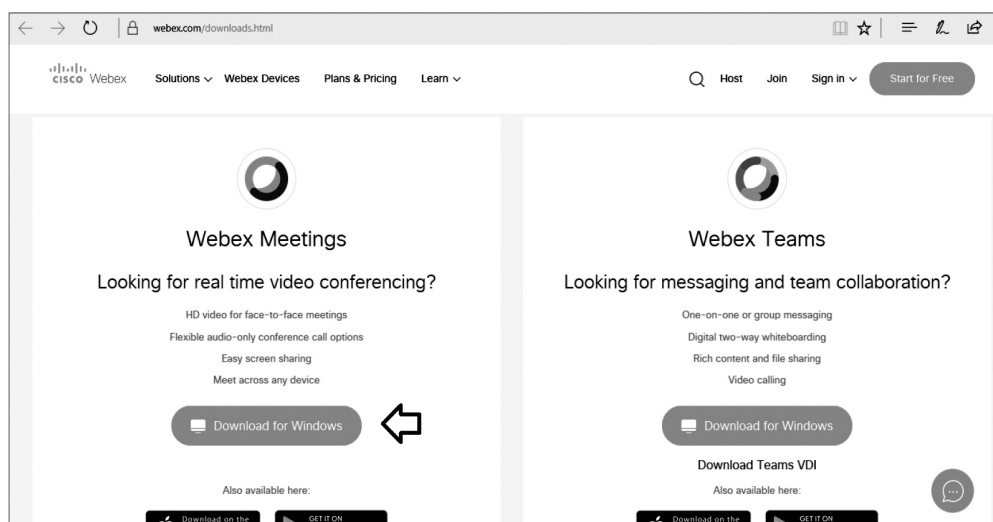 webex.com/downloads.html
CISCO Webex Solutions Webex Devices Plans & Pricing Learn Host Join Sign in Start for Free
Webex Meetings
Looking for real time video conferencing?
HD video for face-to-face meetings
Flexible audio-only conference call options
Easy screen sharing
Meet across any device
Download for Windows
Also available here:
Download on the
GET IT ON
Webex Teams
Looking for messaging and team collaboration?
One-on-one or group messaging
Digital two-way whiteboarding
Rich content and file sharing
Video calling
Download for Windows
Download Teams VDI
Also available here:
Download on the
GET IT ON